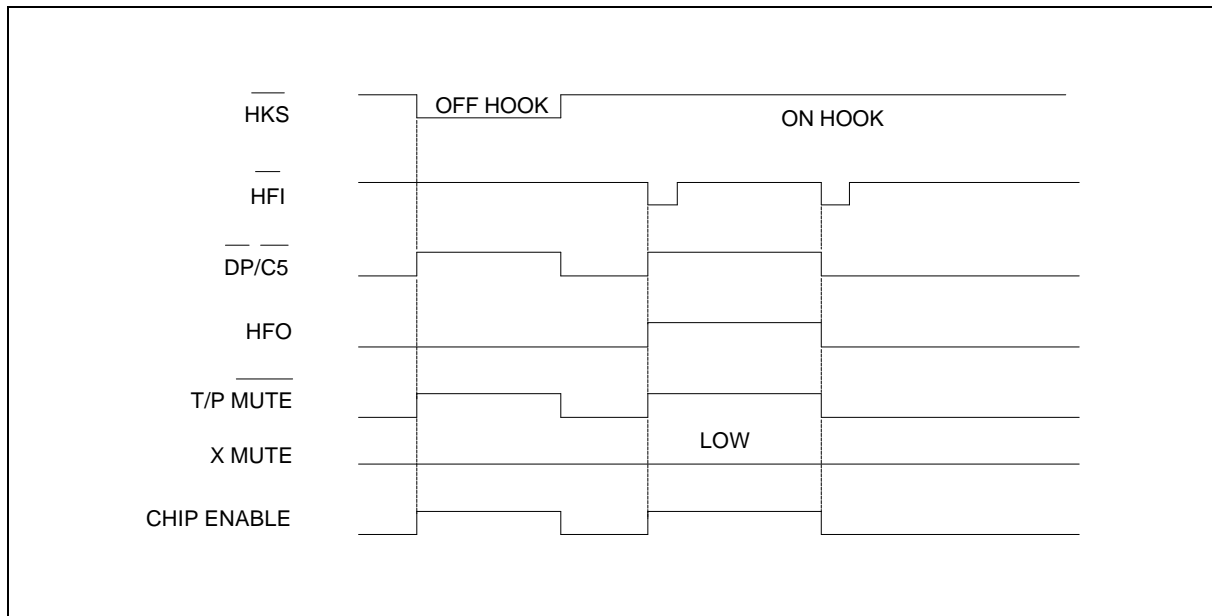 HKS
OFF HOOK
ON HOOK
HFI
DP/C5
HFO
T/P MUTE
LOW
X MUTE
CHIP ENABLE